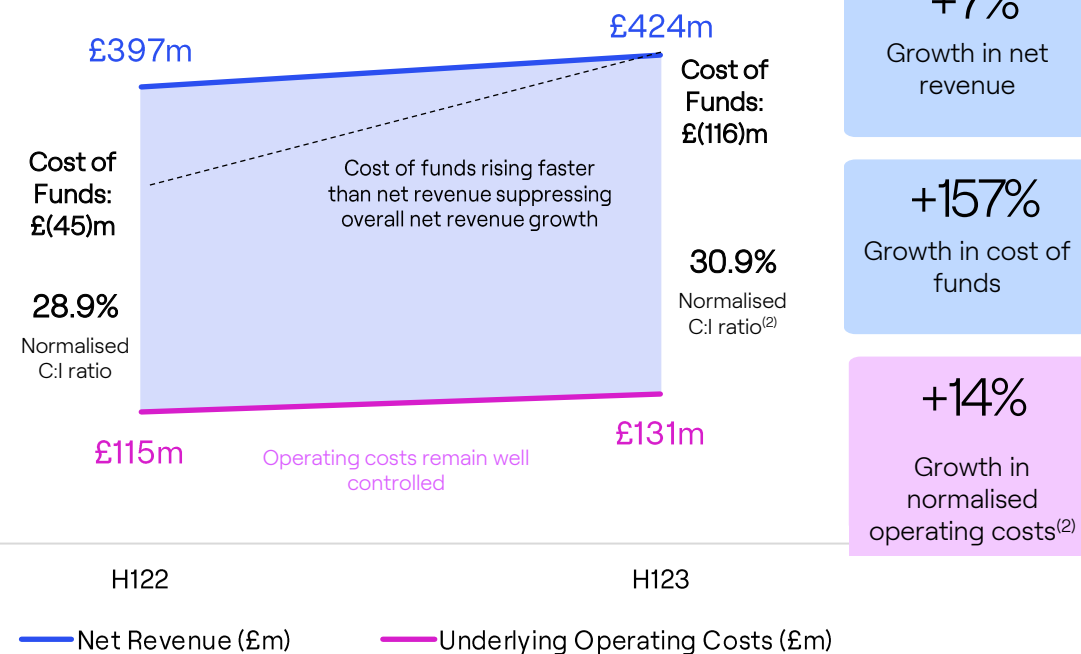 £397m
£424m
Cost of
Funds:
£(116)m
Cost of
Funds:
£(45)m
Cost of funds rising faster
than net revenue suppressing
overall net revenue growth
28.9%
Normalised
C:I ratio
30.9%
Normalised
C:I ratio(2)
£115m
£131m
Operating costs remain well
controlled
H122
H123
Net Revenue (£m)
Underlying Operating Costs (£m)
+7%
Growth in net
revenue
+157%
Growth in cost of
funds
+14%
Growth in
normalised
operating costs(2)